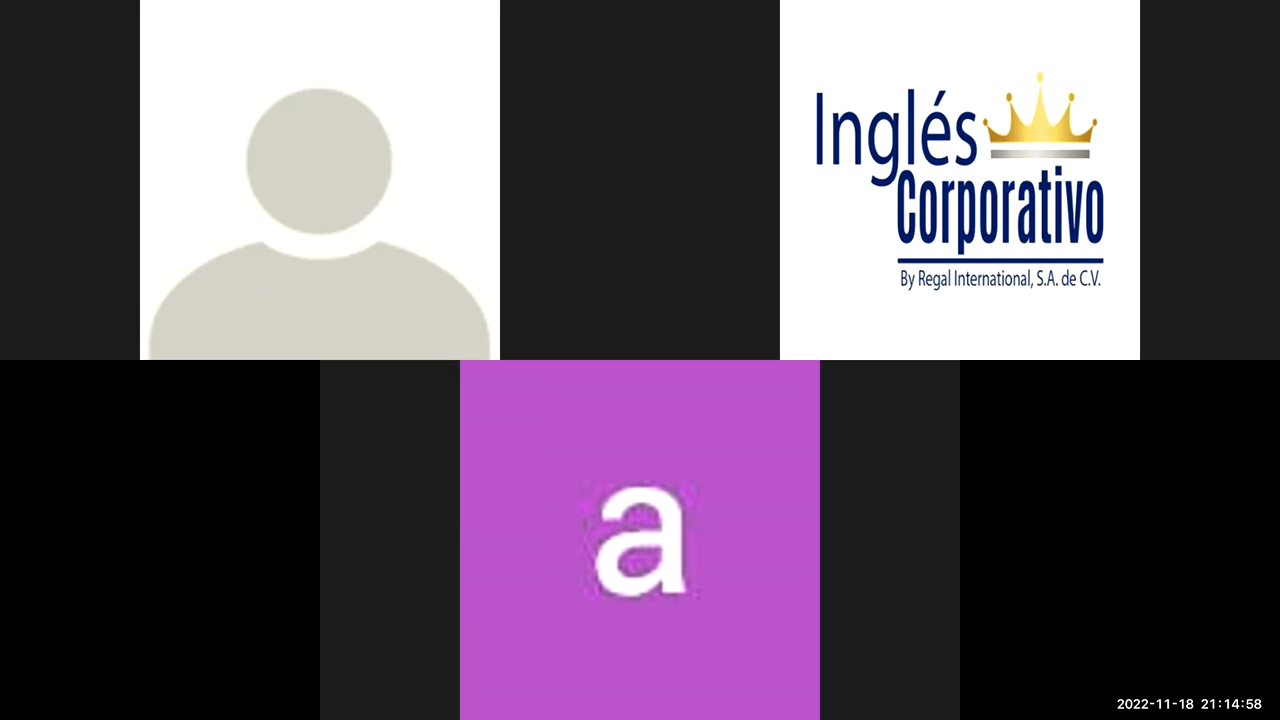 Inglés
Corporativo
By Regal International, S.A. de C.V.
a
2022-11-18 21:14:58